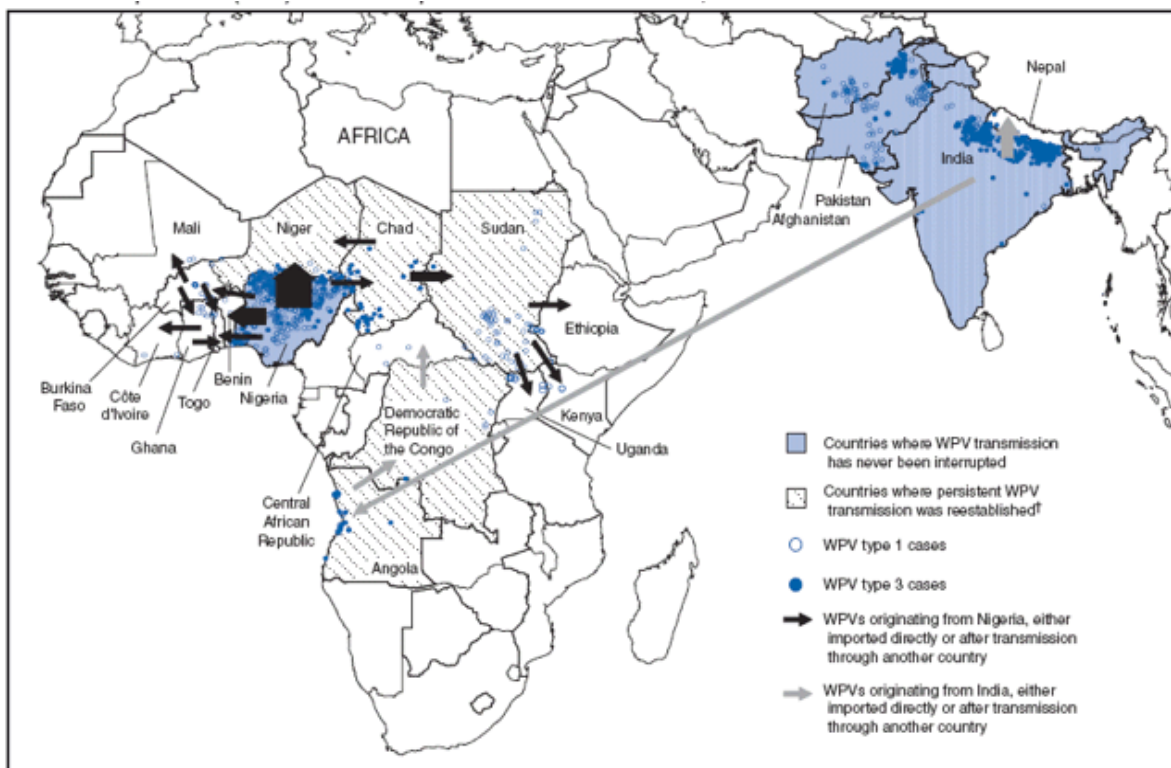 Nepal
AFRICA
India
Pakistan
Afghanistan
Mali
Niger
Chad
Sudan
Ethiopia
Burkina
Faso
Côte
d'Ivoire
Ghana
Togo
Benin
Nigeria
Democratic
Republic of
the Congo
Kenya
Uganda
Central
African
Republic
Angola
Countries where WPV transmission
has never been interrupted
Countries where persistent WPV
transmission was reestablished†
WPV type 1 cases
WPV type 3 cases
WPVs originating from Nigeria, either
imported directly or after transmission
through another country
WPVs originating from India, either
imported directly or after transmission
through another country